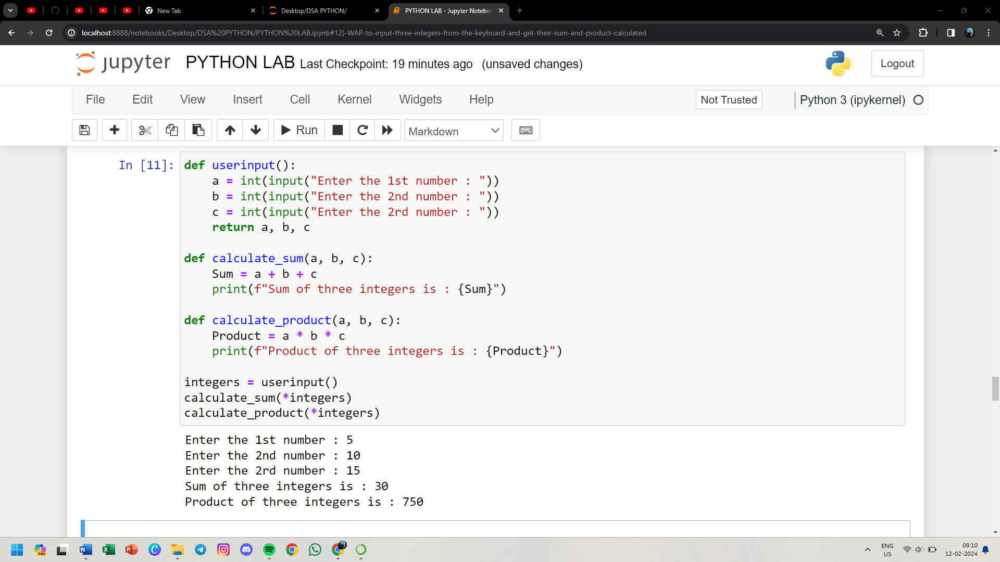 New Tab
Desktop/DSA PYTHON/
PYTHON LAB - Jupyter Notebo
localhost:8888/notebooks/Desktop/DSA%20PYTHON/PYTHON%20LAB.ipynb#12)-WAP-to-input-three-integers-from-the-keyboard-and-get-their-sum-and-product-calculated
jupyter PYTHON LAB Last Checkpoint: 19 minutes ago (unsaved changes)
Logout
File Edit View Insert Cell Kernel Widgets Help
Not Trusted
Python 3 (ipykernel)
Run
Markdown
In [11]:
def userinput():
    a = int(input("Enter the 1st number : "))
    b = int(input("Enter the 2nd number : "))
    c = int(input("Enter the 2rd number : "))
    return a, b, c

def calculate_sum(a, b, c):
    Sum = a + b + c
    print(f"Sum of three integers is : {Sum}")

def calculate_product(a, b, c):
    Product = a * b * c
    print(f"Product of three integers is : {Product}")

integers = userinput()
calculate_sum(*integers)
calculate_product(*integers)
Enter the 1st number : 5
Enter the 2nd number : 10
Enter the 2rd number : 15
Sum of three integers is : 30
Product of three integers is : 750
PRE
ENG
US
09:10
12-02-2024